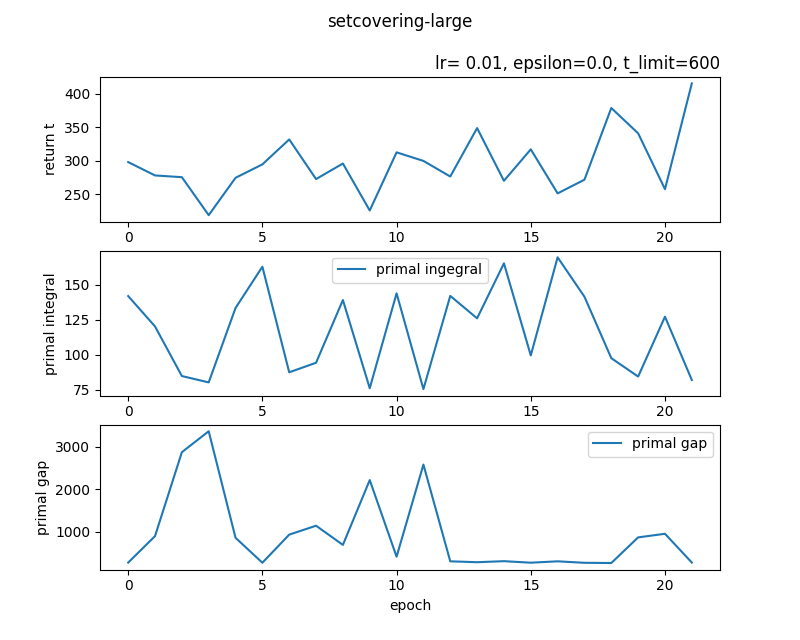 setcovering-large
lr= 0.01, epsilon=0.0, t_limit=600
return t
400
350
300
250
0 5 10 15 20
primal integral
150
125
100
75
primal ingegral
0 5 10 15 20
primal gap
3000
2000
1000
primal gap
0 5 10 15 20
epoch